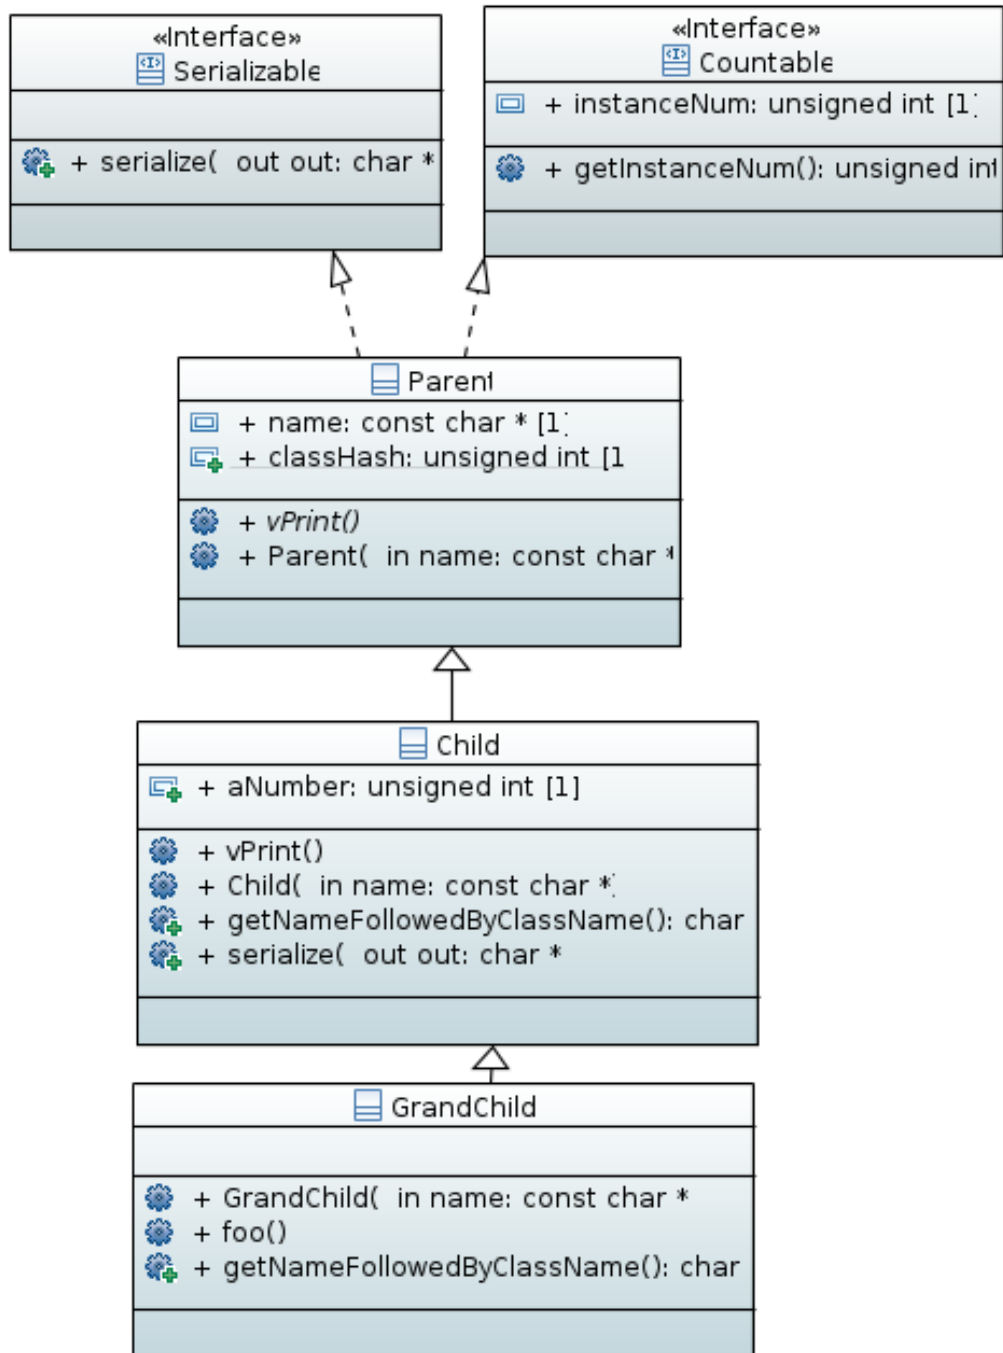 «Interface»
Serializable
+ serialize( out out: char *
«Interface»
Countable
+ instanceNum: unsigned int [1]
+ getInstanceNum(): unsigned int
Parent
+ name: const char * [1]
+ classHash: unsigned int [1
+ vPrint()
+ Parent( in name: const char *
Child
+ aNumber: unsigned int [1]
+ vPrint()
+ Child( in name: const char *)
+ getNameFollowedByClassName(): char
+ serialize( out out: char *
GrandChild
+ GrandChild( in name: const char *
+ foo()
+ getNameFollowedByClassName(): char